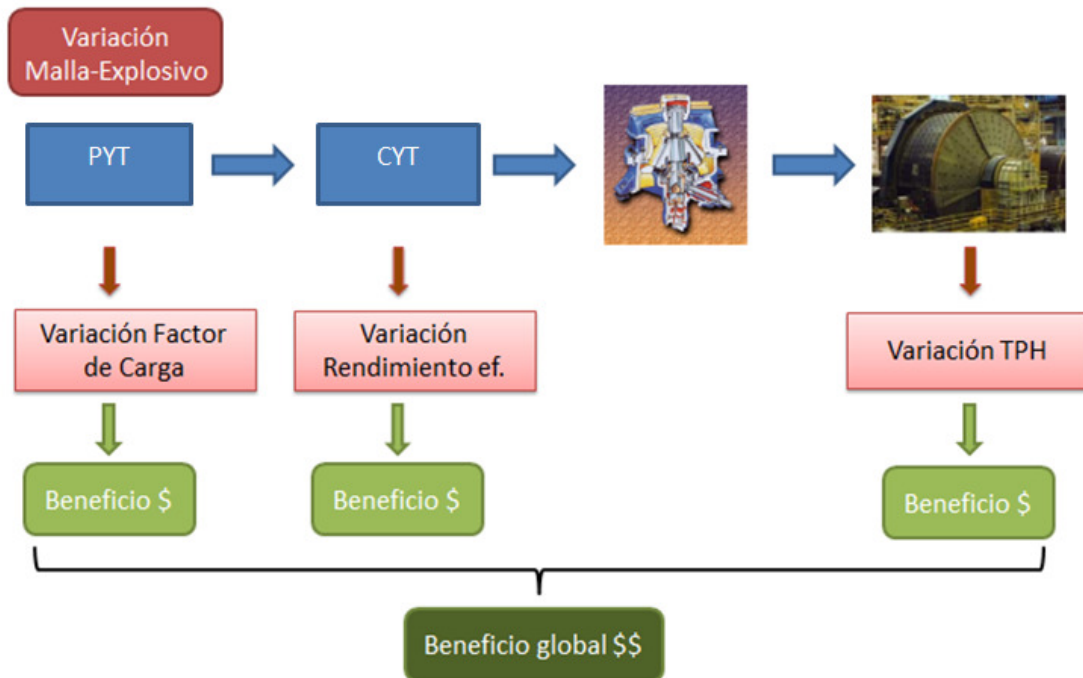 Variación
Malla-Explosivo
PYT
CYT
Variación Factor
de Carga
Variación
Rendimiento ef.
Variación TPH
Beneficio $
Beneficio $
Beneficio $
Beneficio global $$